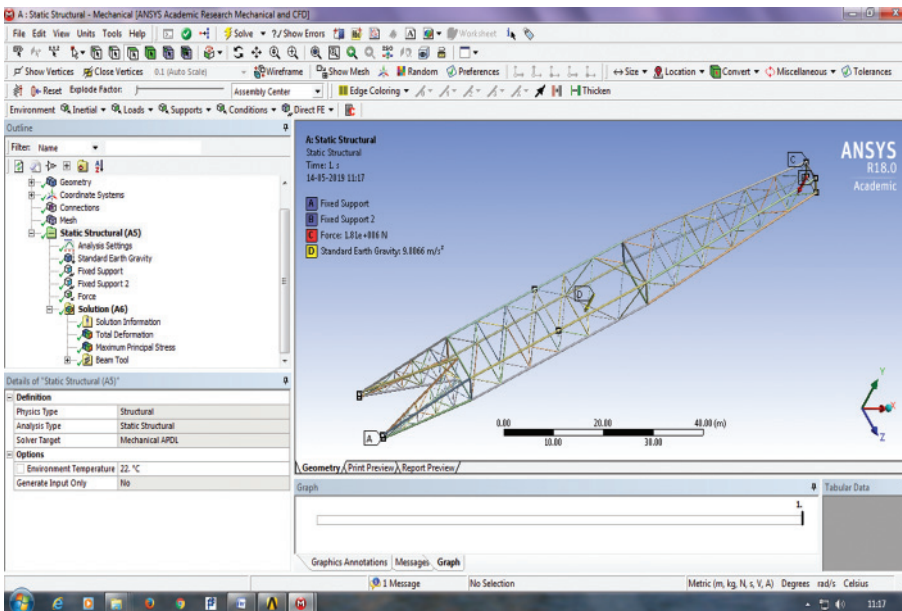 A : Static Structural - Mechanical [ANSYS Academic Research Mechanical and CFD]
File Edit View Units Tools Help Solve ?/Show Errors Worksheet
Show Vertices Close Vertices 0.1 (Auto Scale) Wireframe Show Mesh Random Preferences Size Location Convert Miscellaneous Tolerances
Reset Explode Factor: Assembly Center Edge Coloring Thicken
Environment Inertial Loads Supports Conditions Direct FE
Outline
Filter: Name
Geometry
Coordinate Systems
Connections
Mesh
Static Structural (A5)
Analysis Settings
Standard Earth Gravity
Fixed Support
Fixed Support 2
Force
Solution (A6)
Solution Information
Total Deformation
Maximum Principal Stress
Beam Tool
Details of "Static Structural (A5)"
Definition
Physics Type Structural
Analysis Type Static Structural
Solver Target Mechanical APDL
Options
Environment Temperature 22. °C
Generate Input Only No
A: Static Structural
Static Structural
Time: 1. s
14-05-2019 11:17
A Fixed Support
B Fixed Support 2
C Force: 1.81e+006 N
D Standard Earth Gravity: 9.8066 m/s²
ANSYS
R18.0
Academic
C
D
A
0.00 20.00 40.00 (m)
10.00 30.00
Y
X
Z
Geometry Print Preview Report Preview
Graph
Tabular Data
1.
Graphics Annotations Messages Graph
1 Message No Selection Metric (m, kg, N, s, V, A) Degrees rad/s Celsius
11:17